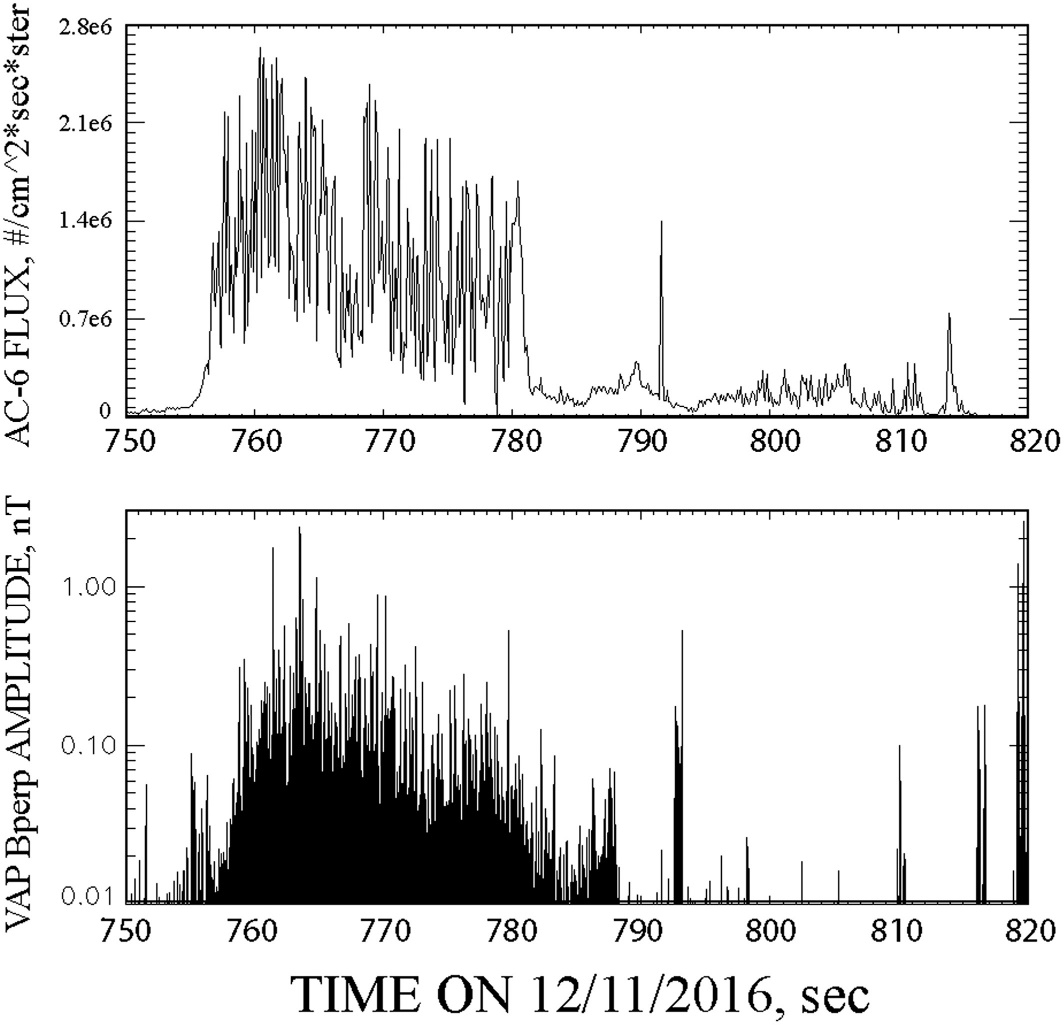 AC-6 FLUX, #/cm^2*sec*ster
2.8e6
2.1e6
1.4e6
0.7e6
0
750 760 770 780 790 800 810 820
VAP Bperp AMPLITUDE, nT
1.00
0.10
0.01
750 760 770 780 790 800 810 820
TIME ON 12/11/2016, sec